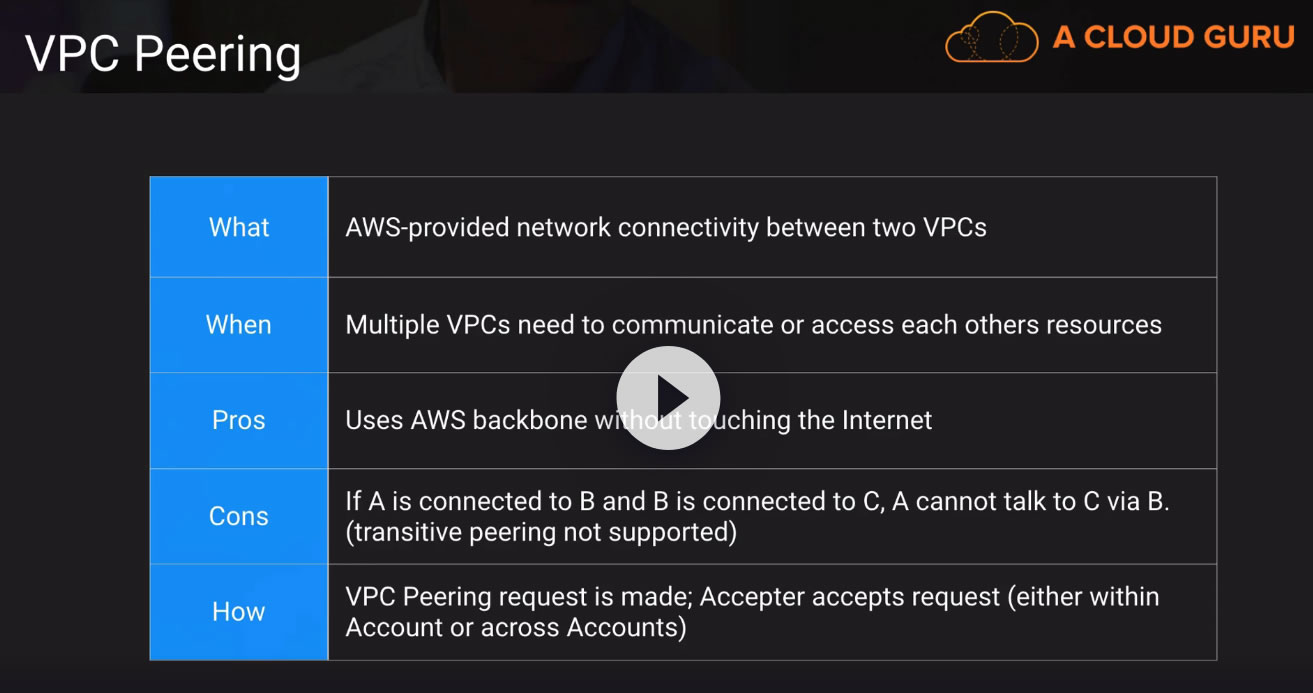 VPC Peering
A CLOUD GURU
What
AWS-provided network connectivity between two VPCs
When
Multiple VPCs need to communicate or access each others resources
Pros
Uses AWS backbone without touching the Internet
Cons
If A is connected to B and B is connected to C, A cannot talk to C via B.
(transitive peering not supported)
How
VPC Peering request is made; Accepter accepts request (either within
Account or across Accounts)